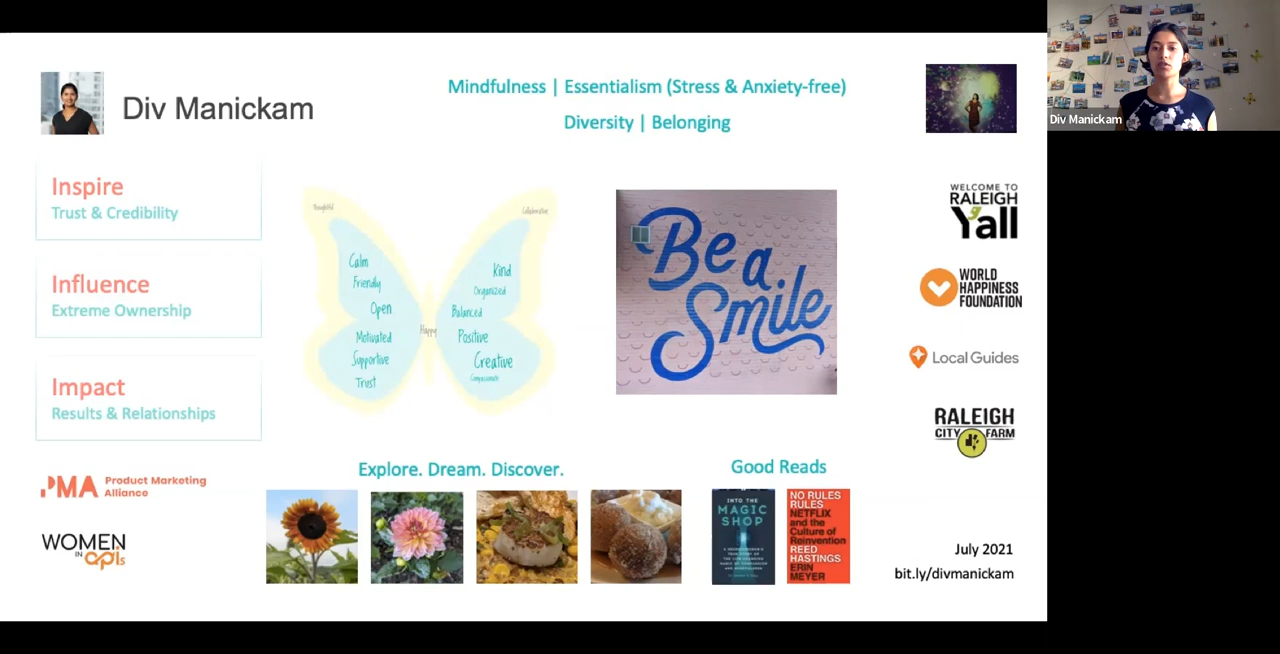 Div Manickam
Mindfulness | Essentialism (Stress & Anxiety-free)
Diversity | Belonging
Div Manickam
Inspire
Trust & Credibility
Influence
Extreme Ownership
Impact
Results & Relationships
Thoughtful
Collaborative
Calm
Friendly
Open
Motivated
Supportive
Trust
Happy
Kind
Organized
Balanced
Positive
Creative
Compassionate
Be a
Smile
WELCOME TO
RALEIGH
y'all
WORLD
HAPPINESS
FOUNDATION
Local Guides
RALEIGH
CITY FARM
PMA Product Marketing
Alliance
WOMEN
IN APIs
Explore. Dream. Discover.
Good Reads
INTO THE
MAGIC
SHOP
NO RULES
RULES
NETFLIX
and the
Culture of
Reinvention
REED
HASTINGS
ERIN
MEYER
July 2021
bit.ly/divmanickam